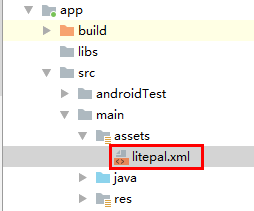 app
build
libs
src
androidTest
main
assets
litepal.xml
java
res